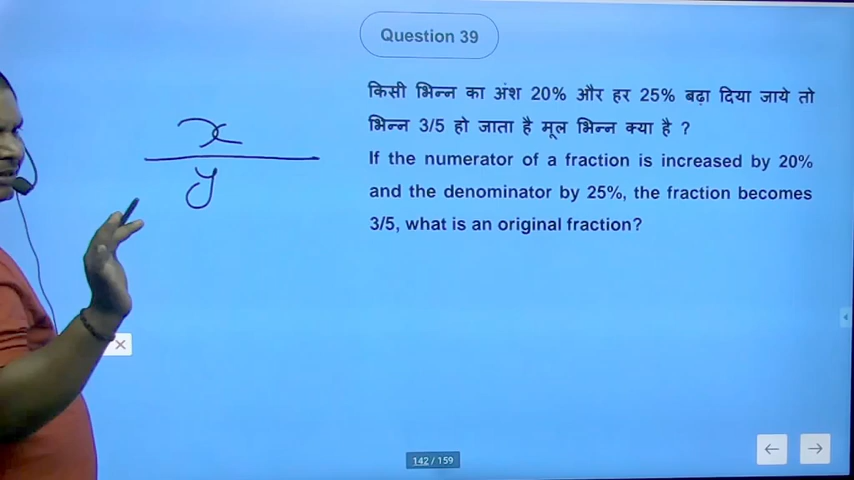 Question 39
किसी भिन्न का अंश 20% और हर 25% बढ़ा दिया जाये तो
भिन्न 3/5 हो जाता है मूल भिन्न क्या है ?
If the numerator of a fraction is increased by 20%
and the denominator by 25%, the fraction becomes
3/5, what is an original fraction?
x
y
142 / 159